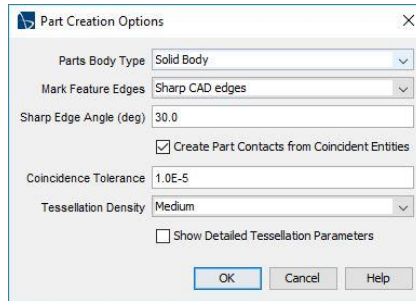 Part Creation Options
Parts Body Type Solid Body
Mark Feature Edges Sharp CAD edges
Sharp Edge Angle (deg) 30.0
Create Part Contacts from Coincident Entities
Coincidence Tolerance 1.0E-5
Tessellation Density Medium
Show Detailed Tessellation Parameters
OK Cancel Help